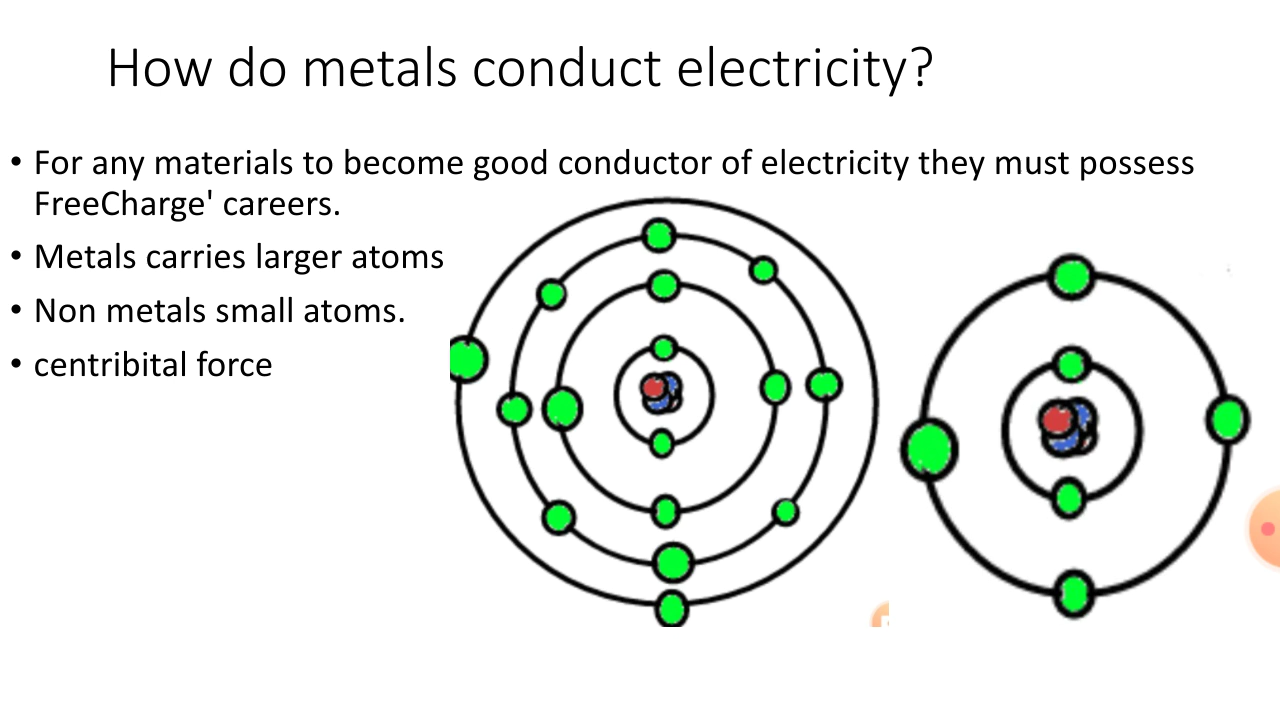 How do metals conduct electricity?
• For any materials to become good conductor of electricity they must possess
FreeCharge' careers.
• Metals carries larger atoms
• Non metals small atoms.
• centribital force